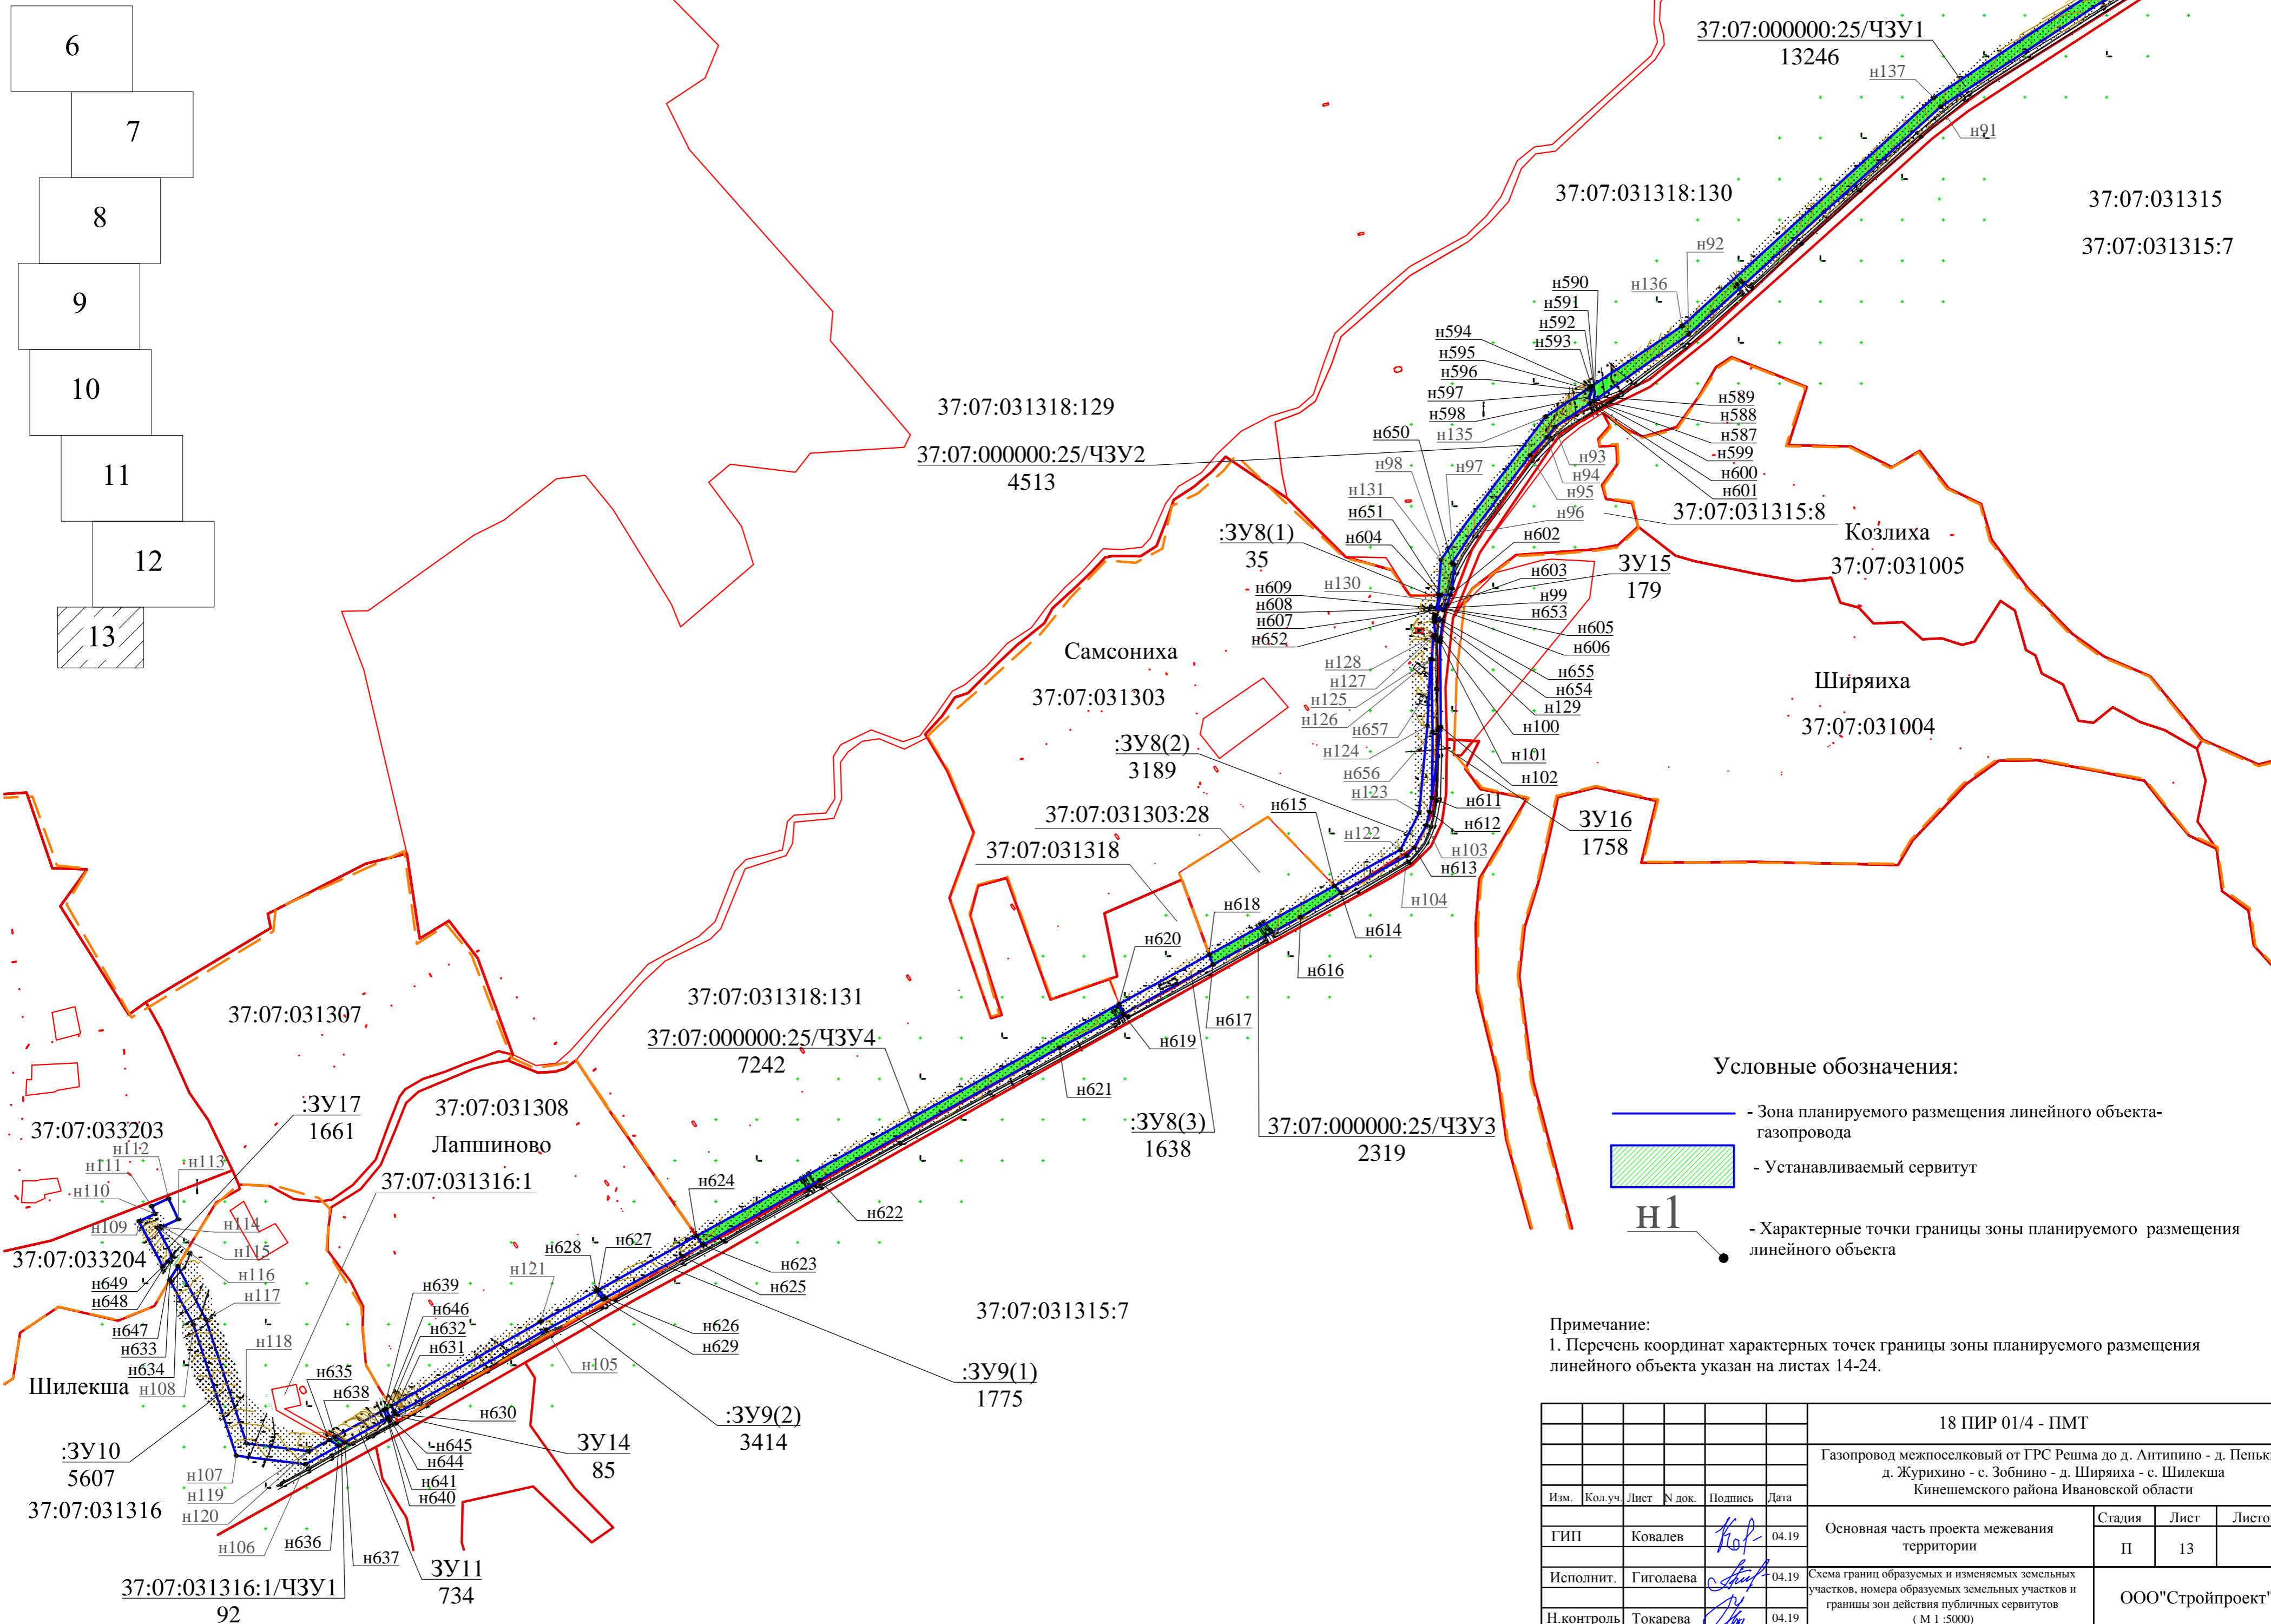 6
7
8
9
10
11
12
13
37:07:000000:25/ЧЗУ1
13246
н137
н91
37:07:031318:130
37:07:031315
37:07:031315:7
н92
н136
н590
н591
н592
н593
н594
н595
н596
н597
н598
н135
н589
н588
н587
н599
н600
н601
37:07:031318:129
37:07:000000:25/ЧЗУ2
4513
н650
н98
н97
н131
н651
н604
н93
н94
н95
н96
37:07:031315:8
Козлиха
37:07:031005
:ЗУ8(1)
35
н130
н609
н608
н607
н652
н602
н603
ЗУ15
179
н99
н653
н605
н606
Самсониха
37:07:031303
н128
н127
н125
н126
н657
н124
н656
н123
н655
н654
н129
н100
н101
н102
Ширяиха
37:07:031004
:ЗУ8(2)
3189
н615
н122
н611
н612
н103
н613
н104
ЗУ16
1758
37:07:031303:28
37:07:031318
н618
н614
н620
н616
н617
н619
н621
37:07:031307
37:07:031318:131
37:07:000000:25/ЧЗУ4
7242
:ЗУ8(3)
1638
37:07:000000:25/ЧЗУ3
2319
:ЗУ17
1661
37:07:031308
Лапшиново
37:07:031316:1
37:07:033203
н112
н111
н113
н110
н109
н114
н115
37:07:033204
н116
н649
н648
н117
н647
н633
н634
н108
н118
Шилекша
н624
н622
н628
н627
н623
н121
н625
н639
н646
н632
н631
н626
н629
н105
н635
н638
н630
37:07:031315:7
:ЗУ9(1)
1775
:ЗУ9(2)
3414
ЗУ14
85
н645
н644
н641
н640
:ЗУ10
5607
н107
н119
н120
37:07:031316
н106
н636
н637
37:07:031316:1/ЧЗУ1
92
ЗУ11
734
Условные обозначения:
- Зона планируемого размещения линейного объекта-
газопровода
- Устанавливаемый сервитут
н1
- Характерные точки границы зоны планируемого размещения
линейного объекта
Примечание:
1. Перечень координат характерных точек границы зоны планируемого размещения
линейного объекта указан на листах 14-24.
18 ПИР 01/4 - ПМТ
Газопровод межпоселковый от ГРС Решма до д. Антипино - д. Пеньк
д. Журихино - с. Зобнино - д. Ширяиха - с. Шилекша
Кинешемского района Ивановской области
Изм. Кол.уч. Лист N док. Подпись Дата
ГИП Ковалев 04.19
Основная часть проекта межевания
территории
Стадия Лист Листо
П 13
Исполнит. Гиголаева 04.19
Н.контроль Токарева 04.19
Схема границ образуемых и изменяемых земельных
участков, номера образуемых земельных участков и
границы зон действия публичных сервитутов
( М 1 :5000)
ООО"Стройпроект"